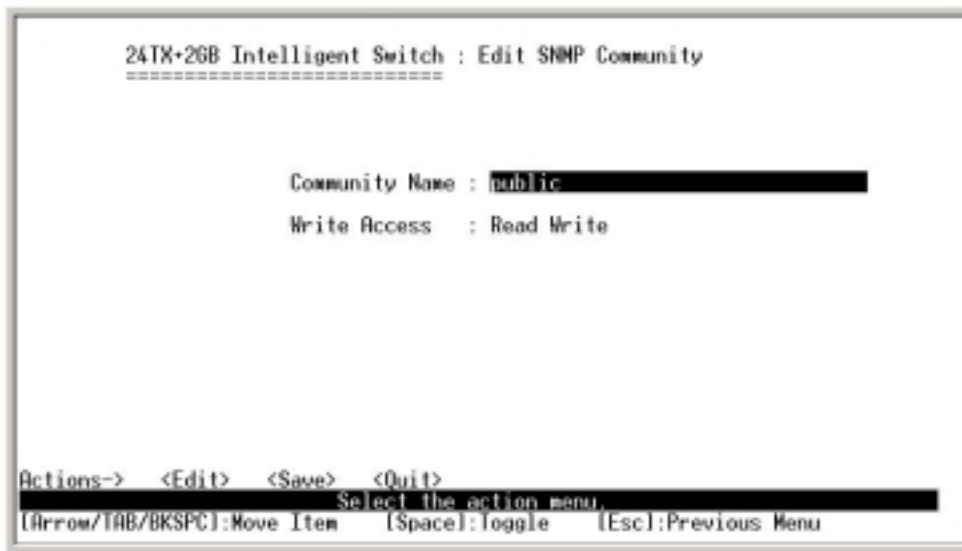 24TX+2GB Intelligent Switch : Edit SNMP Community
===========================
Community Name : public
Write Access : Read Write
Actions-> <Edit> <Save> <Quit>
Select the action menu.
[Arrow/TAB/BKSPC]:Move Item [Space]:Toggle [Esc]:Previous Menu